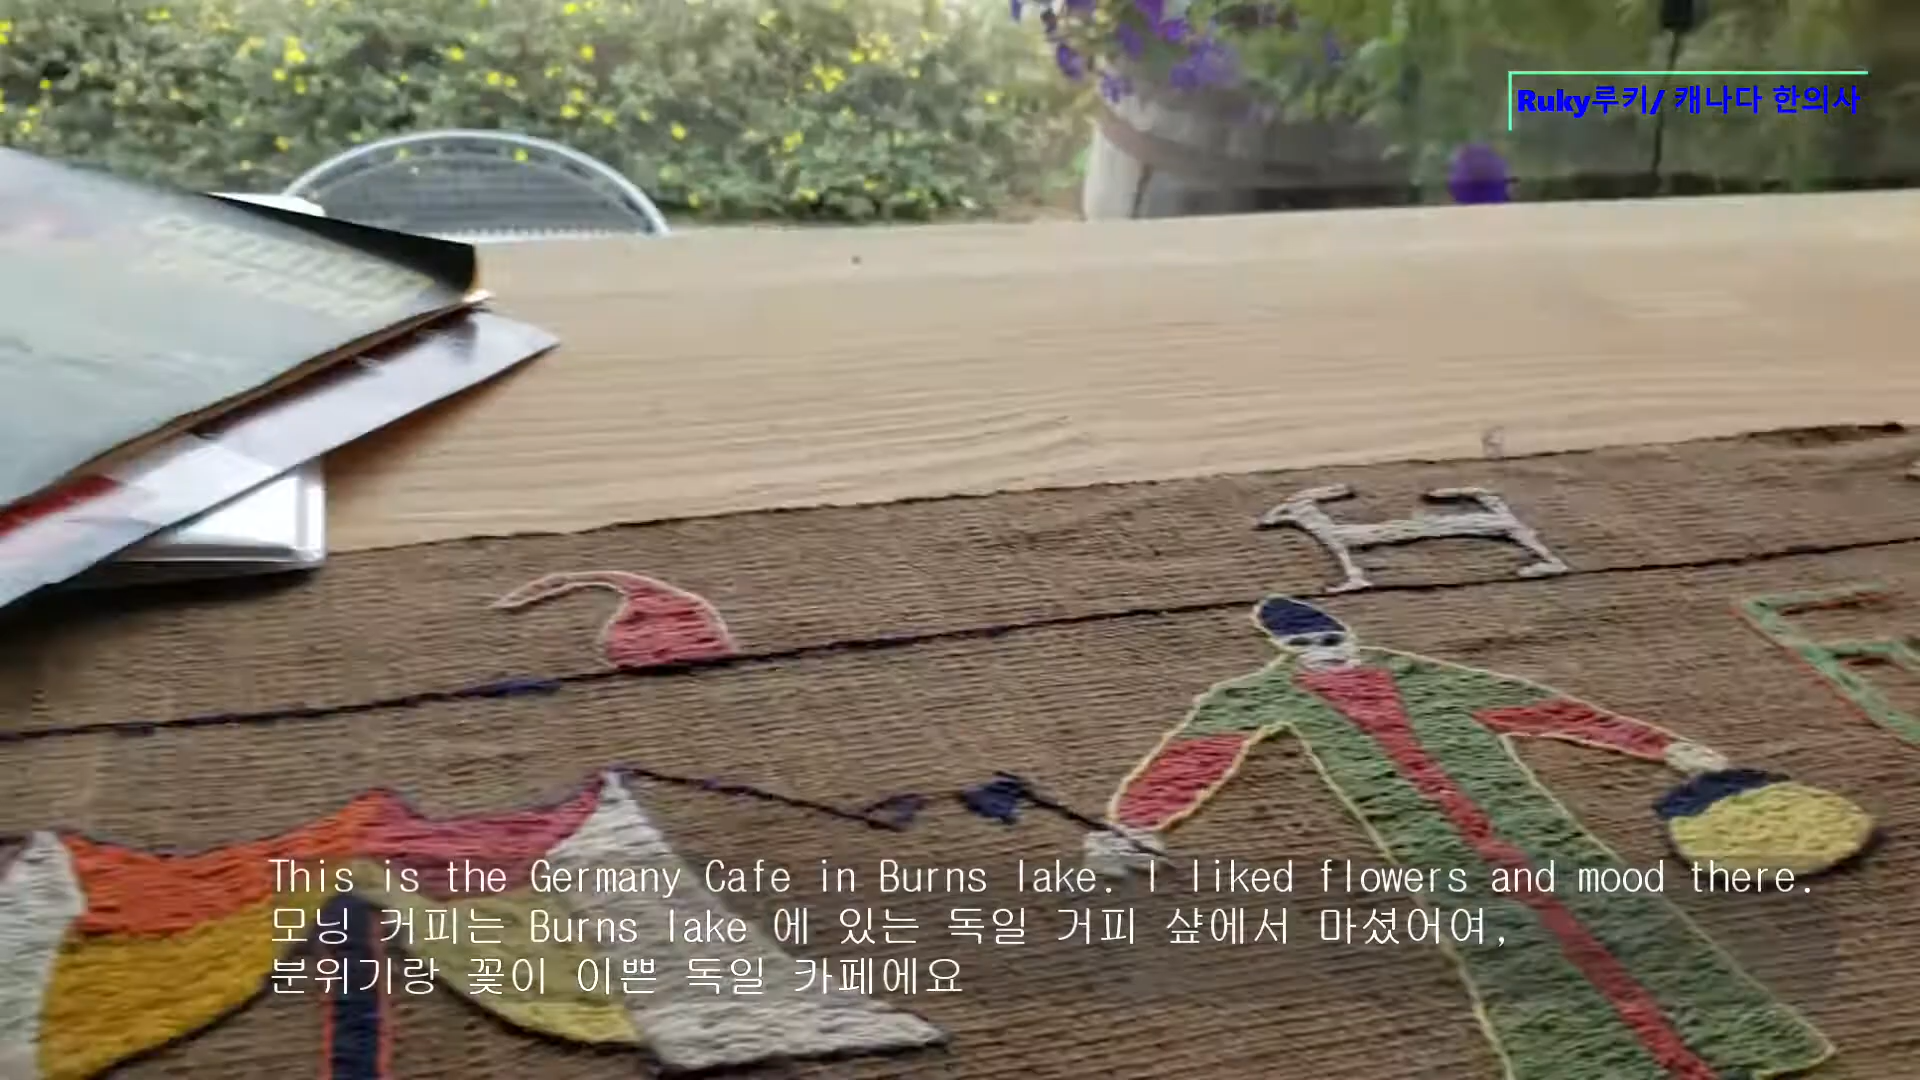 Ruky루키/ 캐나다 한의사
This is the Germany Cafe in Burns lake. I liked flowers and mood there.
모닝 커피는 Burns lake 에 있는 독일 거피 샾에서 마셨어여,
분위기랑 꽃이 이쁜 독일 카페에요